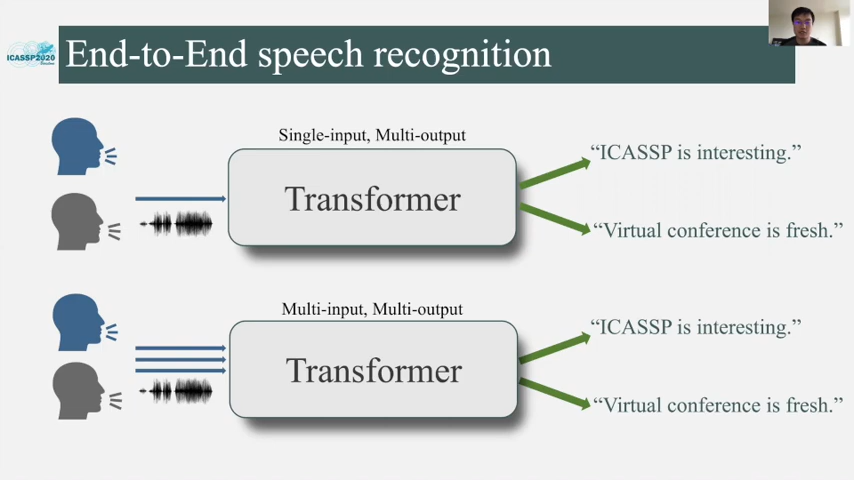 ICASSP2020
End-to-End speech recognition
Single-input, Multi-output
Transformer
“ICASSP is interesting.”
“Virtual conference is fresh.”
Multi-input, Multi-output
Transformer
“ICASSP is interesting.”
“Virtual conference is fresh.”